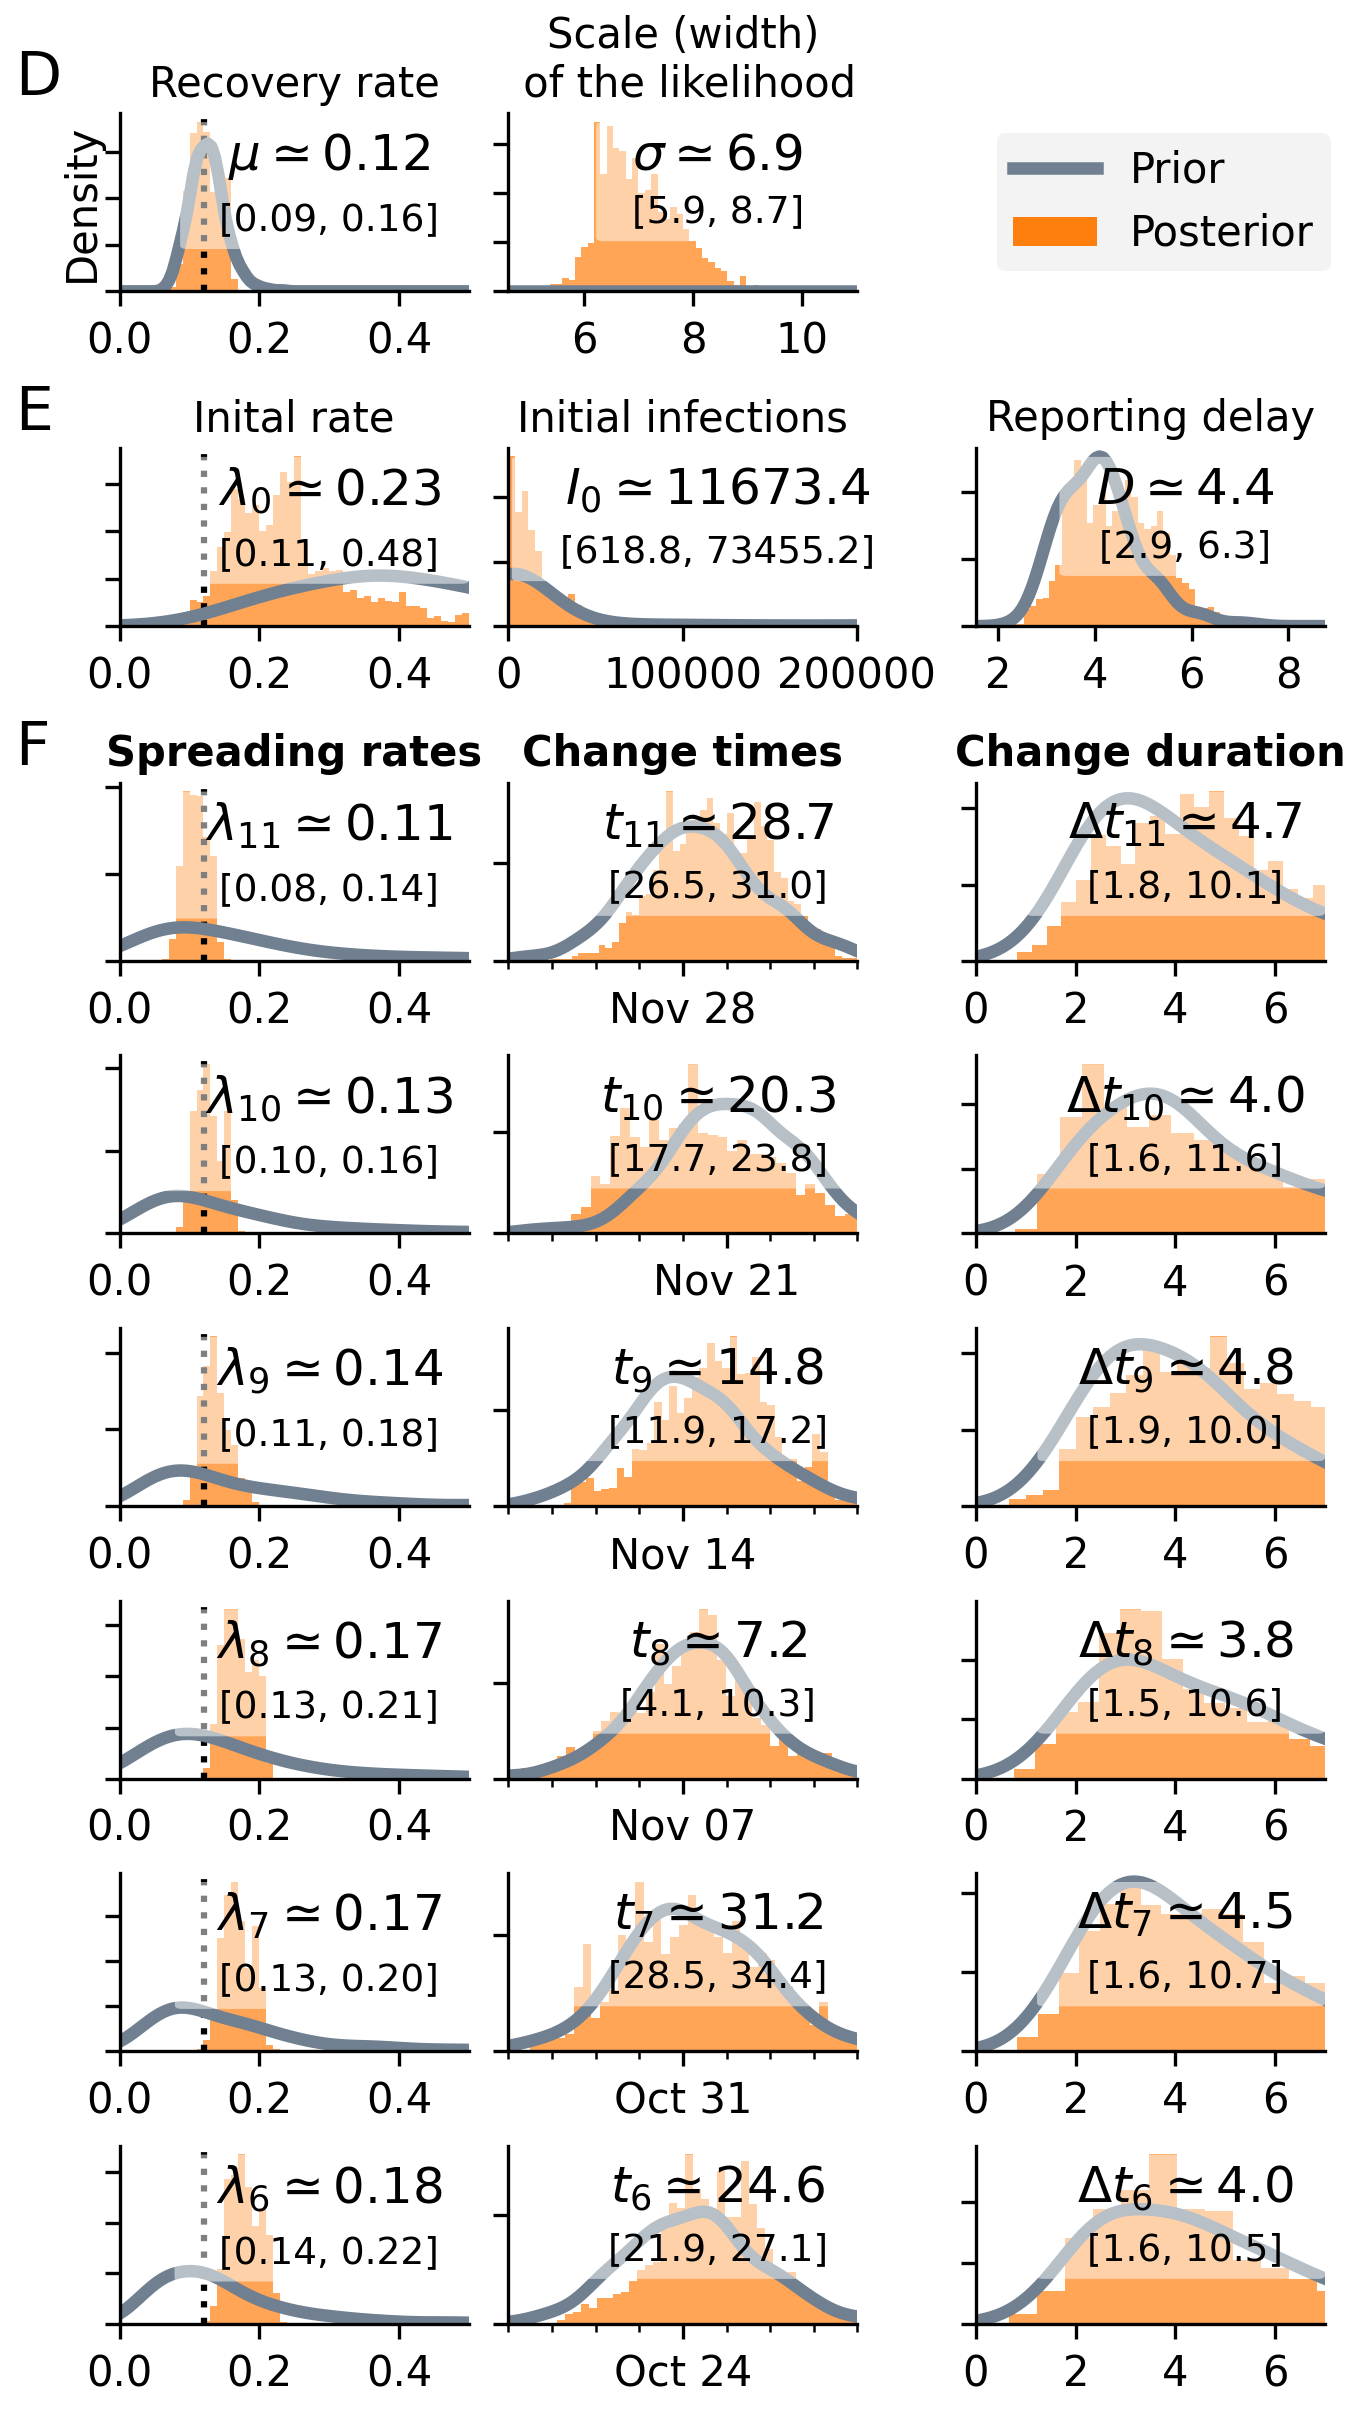 D
Recovery rate
Scale (width)
of the likelihood
Density
μ ≃ 0.12
[0.09, 0.16]
0.0 0.2 0.4
σ ≃ 6.9
[5.9, 8.7]
6 8 10
Prior
Posterior
E
Inital rate
λ0 ≃ 0.23
[0.11, 0.48]
0.0 0.2 0.4
Initial infections
I0 ≃ 11673.4
[618.8, 73455.2]
0 100000 200000
Reporting delay
D ≃ 4.4
[2.9, 6.3]
2 4 6 8
F
Spreading rates
Change times
Change duration
λ11 ≃ 0.11
[0.08, 0.14]
0.0 0.2 0.4
t11 ≃ 28.7
[26.5, 31.0]
Nov 28
Δt11 ≃ 4.7
[1.8, 10.1]
0 2 4 6
λ10 ≃ 0.13
[0.10, 0.16]
0.0 0.2 0.4
t10 ≃ 20.3
[17.7, 23.8]
Nov 21
Δt10 ≃ 4.0
[1.6, 11.6]
0 2 4 6
λ9 ≃ 0.14
[0.11, 0.18]
0.0 0.2 0.4
t9 ≃ 14.8
[11.9, 17.2]
Nov 14
Δt9 ≃ 4.8
[1.9, 10.0]
0 2 4 6
λ8 ≃ 0.17
[0.13, 0.21]
0.0 0.2 0.4
t8 ≃ 7.2
[4.1, 10.3]
Nov 07
Δt8 ≃ 3.8
[1.5, 10.6]
0 2 4 6
λ7 ≃ 0.17
[0.13, 0.20]
0.0 0.2 0.4
t7 ≃ 31.2
[28.5, 34.4]
Oct 31
Δt7 ≃ 4.5
[1.6, 10.7]
0 2 4 6
λ6 ≃ 0.18
[0.14, 0.22]
0.0 0.2 0.4
t6 ≃ 24.6
[21.9, 27.1]
Oct 24
Δt6 ≃ 4.0
[1.6, 10.5]
0 2 4 6